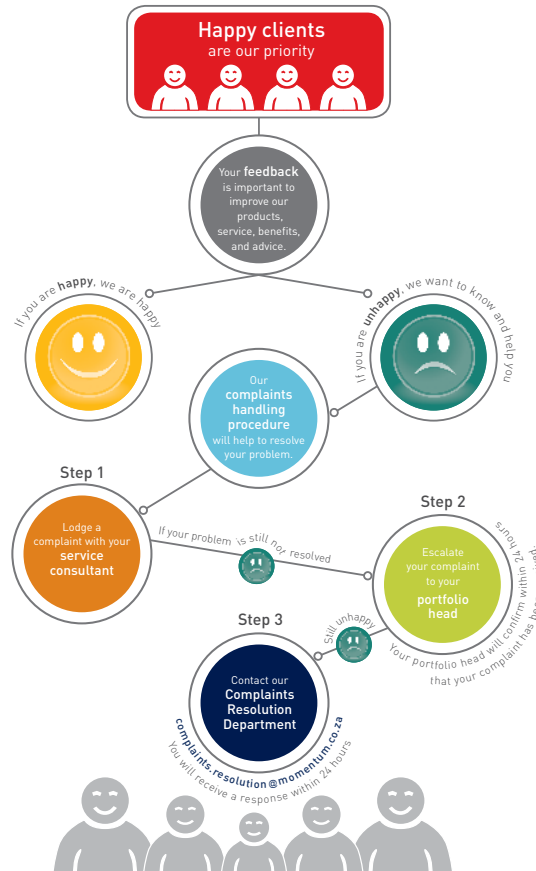 Happy clients
are our priority
Your feedback
is important to
improve our
products,
service, benefits,
and advice.
If you are happy, we are happy
If you are unhappy, we want to know and help you
Our
complaints
handling
procedure
will help to resolve
your problem.
Step 1
Lodge a
complaint with your
service
consultant
If your problem is still not resolved
Step 2
Escalate
your complaint
to your
portfolio
head
Your portfolio head will confirm within 24 hours
that your complaint has been
Still unhappy
Step 3
Contact our
Complaints
Resolution
Department
complaints.resolution@momentum.co.za
You will receive a response within 24 hours